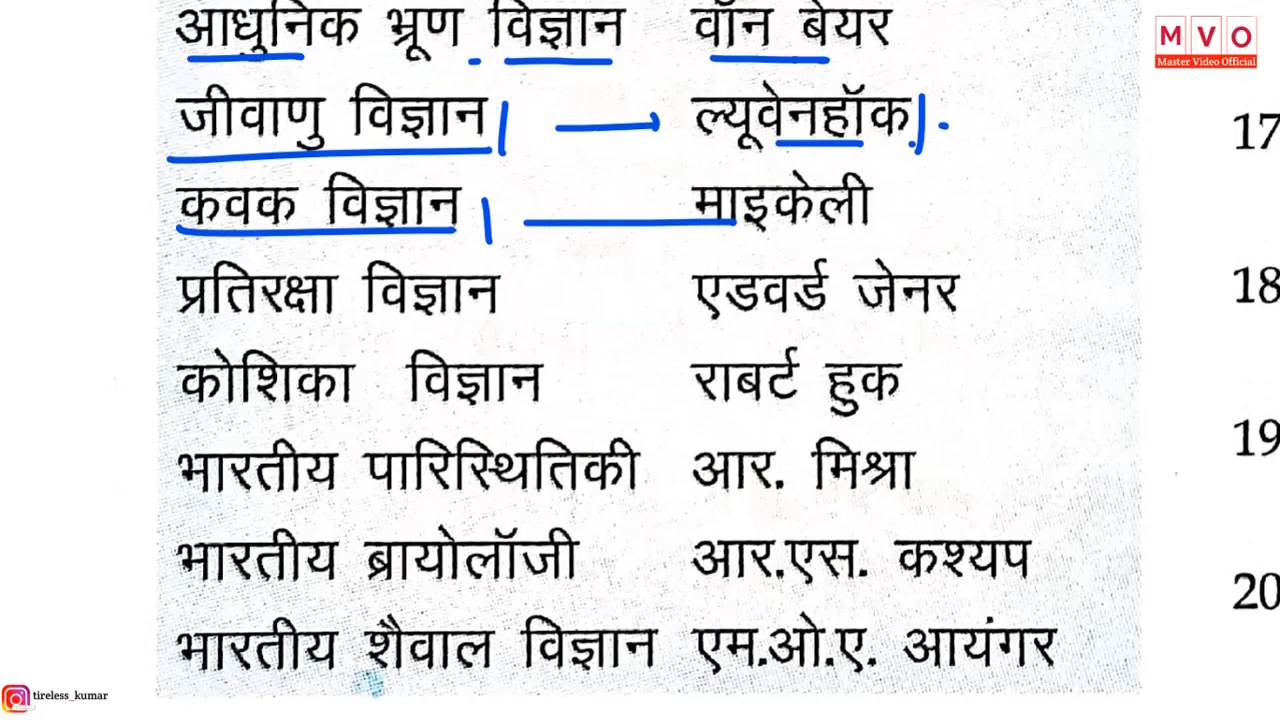 आधुनिक भ्रूण विज्ञान वॉन बेयर
M V O
Master Video Official
जीवाणु विज्ञान ल्यूवेनहॉक
17
कवक विज्ञान माइकेली
प्रतिरक्षा विज्ञान एडवर्ड जेनर
18
कोशिका विज्ञान राबर्ट हुक
भारतीय पारिस्थितिकी आर. मिश्रा
19
भारतीय ब्रायोलॉजी आर.एस. कश्यप
20
भारतीय शैवाल विज्ञान एम.ओ.ए. आयंगर
tireless_kumar